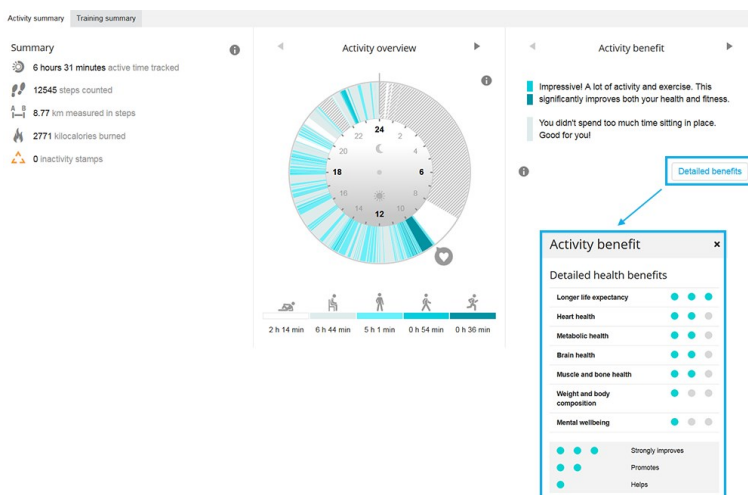 Activity summary
Training summary
Summary
6 hours 31 minutes active time tracked
12545 steps counted
A B
8.77 km measured in steps
2771 kilocalories burned
0 inactivity stamps
Activity overview
24
22
2
20
4
18
6
16
8
14
10
12
2 h 14 min
6 h 44 min
5 h 1 min
0 h 54 min
0 h 36 min
Activity benefit
Impressive! A lot of activity and exercise. This
significantly improves both your health and fitness.
You didn't spend too much time sitting in place.
Good for you!
Detailed benefits
Activity benefit
×
Detailed health benefits
Longer life expectancy
Heart health
Metabolic health
Brain health
Muscle and bone health
Weight and body
composition
Mental wellbeing
Strongly improves
Promotes
Helps